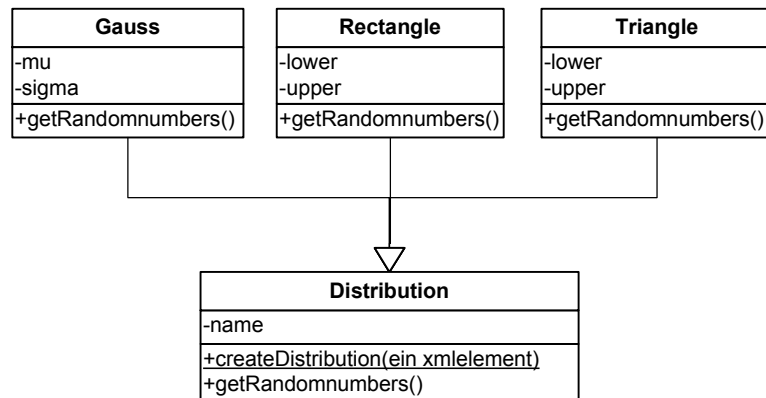 Gauss
-mu
-sigma
+getRandomnumbers()
Rectangle
-lower
-upper
+getRandomnumbers()
Triangle
-lower
-upper
+getRandomnumbers()
Distribution
-name
+createDistribution(ein xmlelement)
+getRandomnumbers()